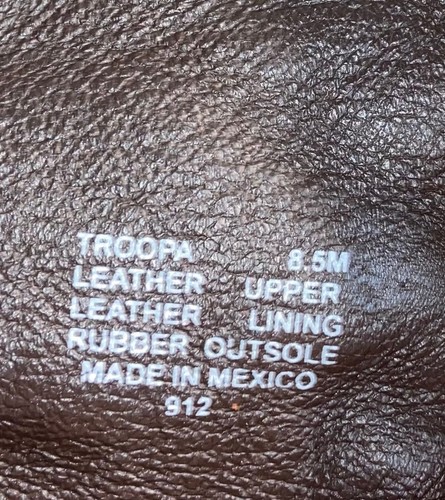 TROOPA 8.5M
LEATHER UPPER
LEATHER LINING
RUBBER OUTSOLE
MADE IN MEXICO
912